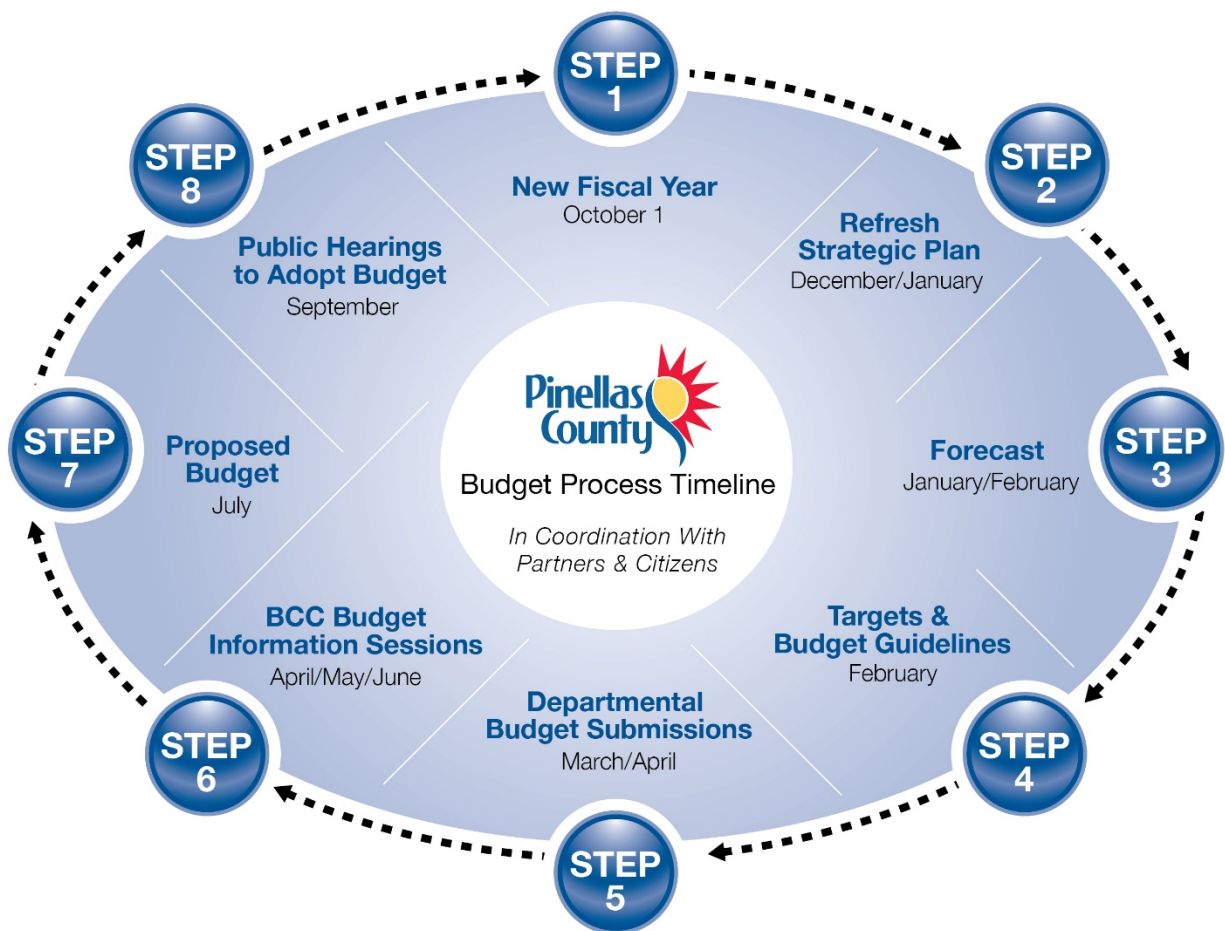 STEP
1
New Fiscal Year
October 1
STEP
2
Refresh
Strategic Plan
December/January
STEP
3
Forecast
January/February
STEP
4
Targets &
Budget Guidelines
February
STEP
5
Departmental
Budget Submissions
March/April
STEP
6
BCC Budget
Information Sessions
April/May/June
STEP
7
Proposed
Budget
July
STEP
8
Public Hearings
to Adopt Budget
September
Pinellas
County
Budget Process Timeline
In Coordination With
Partners & Citizens